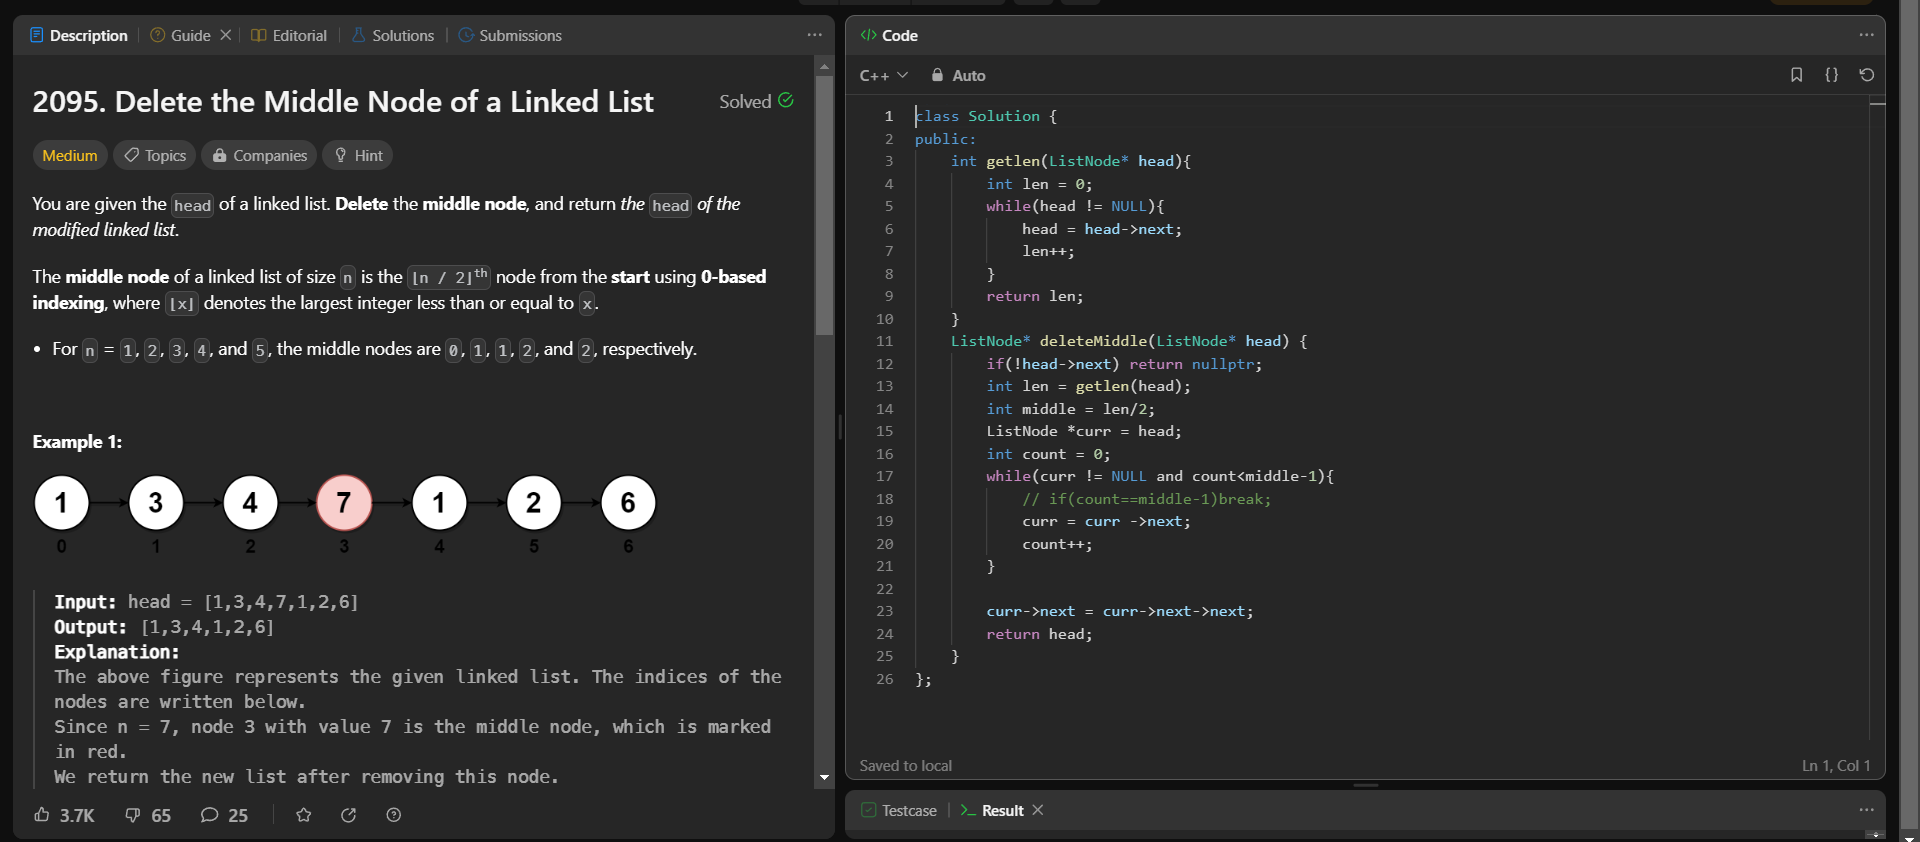 Description
Guide
Editorial
Solutions
Submissions
2095. Delete the Middle Node of a Linked List
Solved
Medium
Topics
Companies
Hint
You are given the head of a linked list. Delete the middle node, and return the head of the
modified linked list.
The middle node of a linked list of size n is the ⌊n / 2⌋th node from the start using 0-based
indexing, where ⌊x⌋ denotes the largest integer less than or equal to x.
• For n = 1, 2, 3, 4, and 5, the middle nodes are 0, 1, 1, 2, and 2, respectively.
Example 1:
1 3 4 7 1 2 6
0 1 2 3 4 5 6
Input: head = [1,3,4,7,1,2,6]
Output: [1,3,4,1,2,6]
Explanation:
The above figure represents the given linked list. The indices of the
nodes are written below.
Since n = 7, node 3 with value 7 is the middle node, which is marked
in red.
We return the new list after removing this node.
3.7K
65
25
</> Code
C++
Auto
1 class Solution {
2 public:
3 int getlen(ListNode* head){
4 int len = 0;
5 while(head != NULL){
6 head = head->next;
7 len++;
8 }
9 return len;
10 }
11 ListNode* deleteMiddle(ListNode* head) {
12 if(!head->next) return nullptr;
13 int len = getlen(head);
14 int middle = len/2;
15 ListNode *curr = head;
16 int count = 0;
17 while(curr != NULL and count<middle-1){
18 // if(count==middle-1)break;
19 curr = curr ->next;
20 count++;
21 }
22
23 curr->next = curr->next->next;
24 return head;
25 }
26 };
Saved to local
Ln 1, Col 1
Testcase
>_ Result